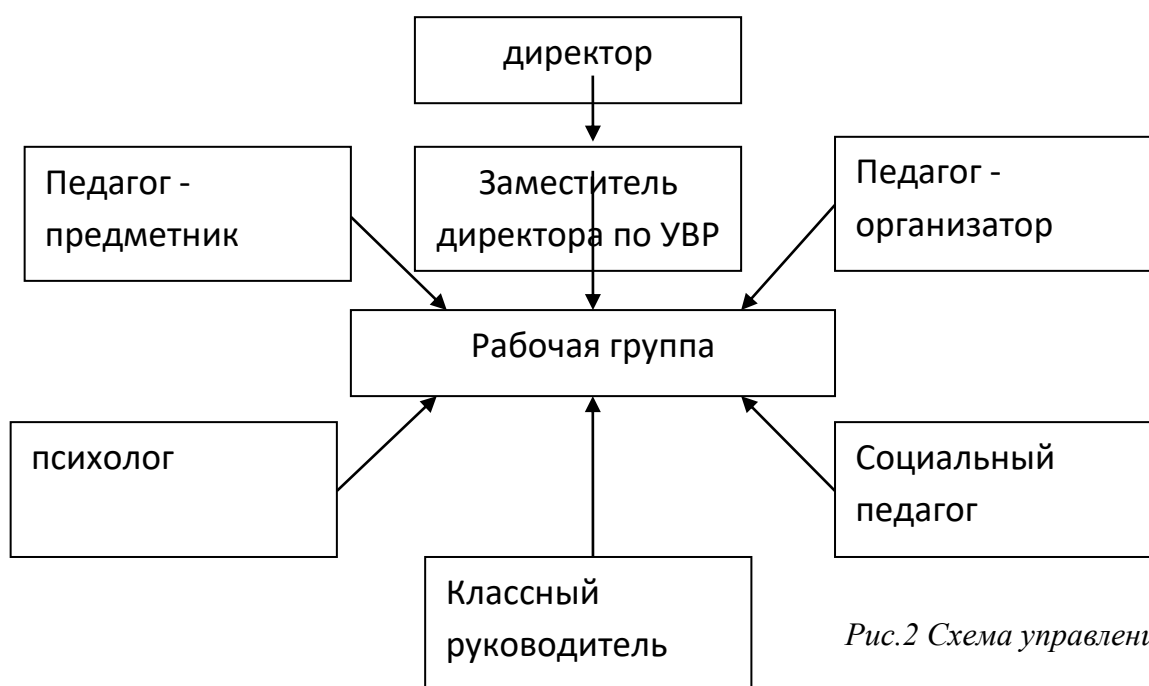 директор
Педагог -
предметник
Заместитель
директора по УВР
Педагог -
организатор
Рабочая группа
психолог
Социальный
педагог
Классный
руководитель
Рис.2 Схема управлени